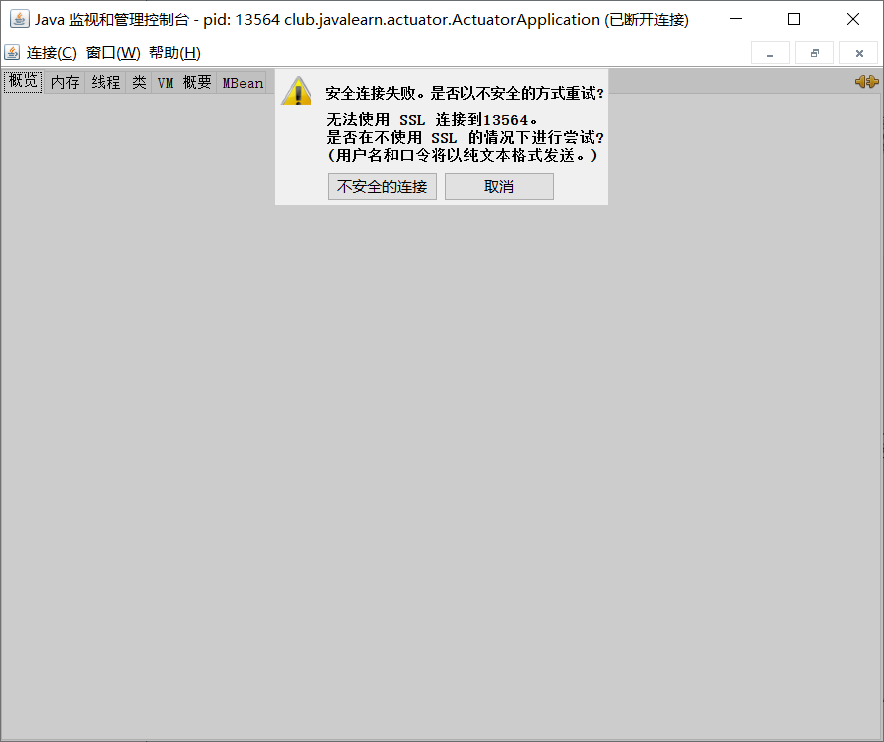 Java 监视和管理控制台 - pid: 13564 club.javalearn.actuator.ActuatorApplication (已断开连接)
连接(C) 窗口(W) 帮助(H)
概览 内存 线程 类 VM 概要 MBean
安全连接失败。是否以不安全的方式重试?
无法使用 SSL 连接到13564。
是否在不使用 SSL 的情况下进行尝试?
(用户名和口令将以纯文本格式发送。)
不安全的连接 取消